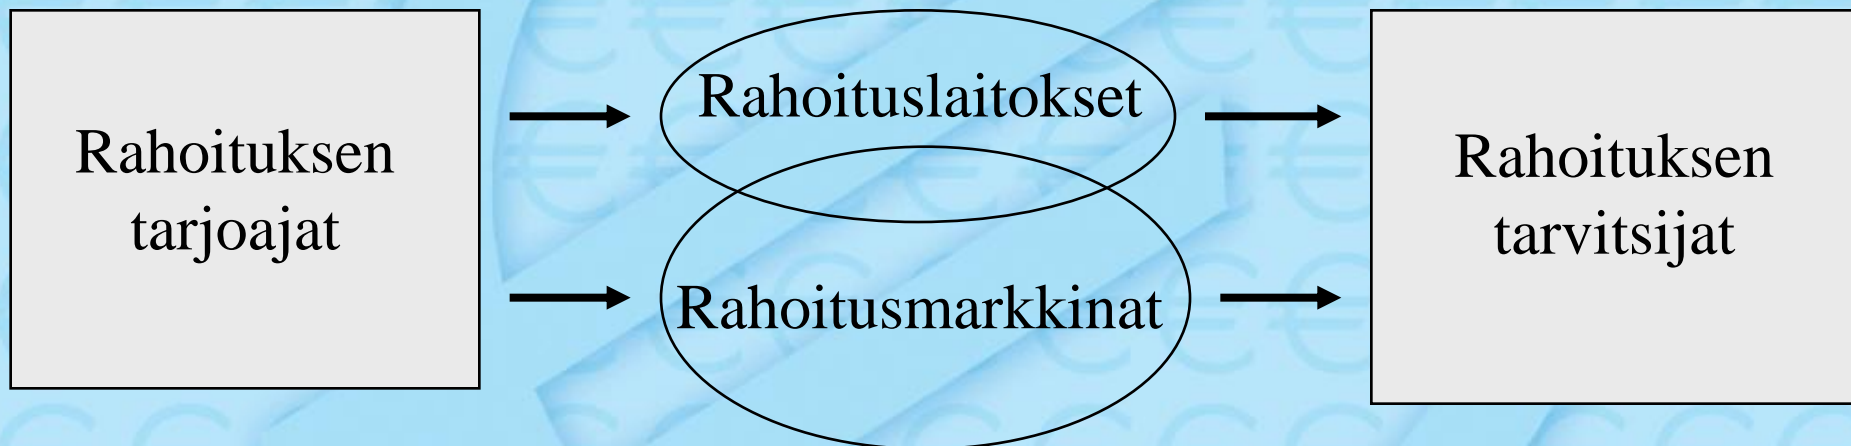 Rahoituksen
tarjoajat
Rahoituslaitokset
Rahoitusmarkkinat
Rahoituksen
tarvitsijat